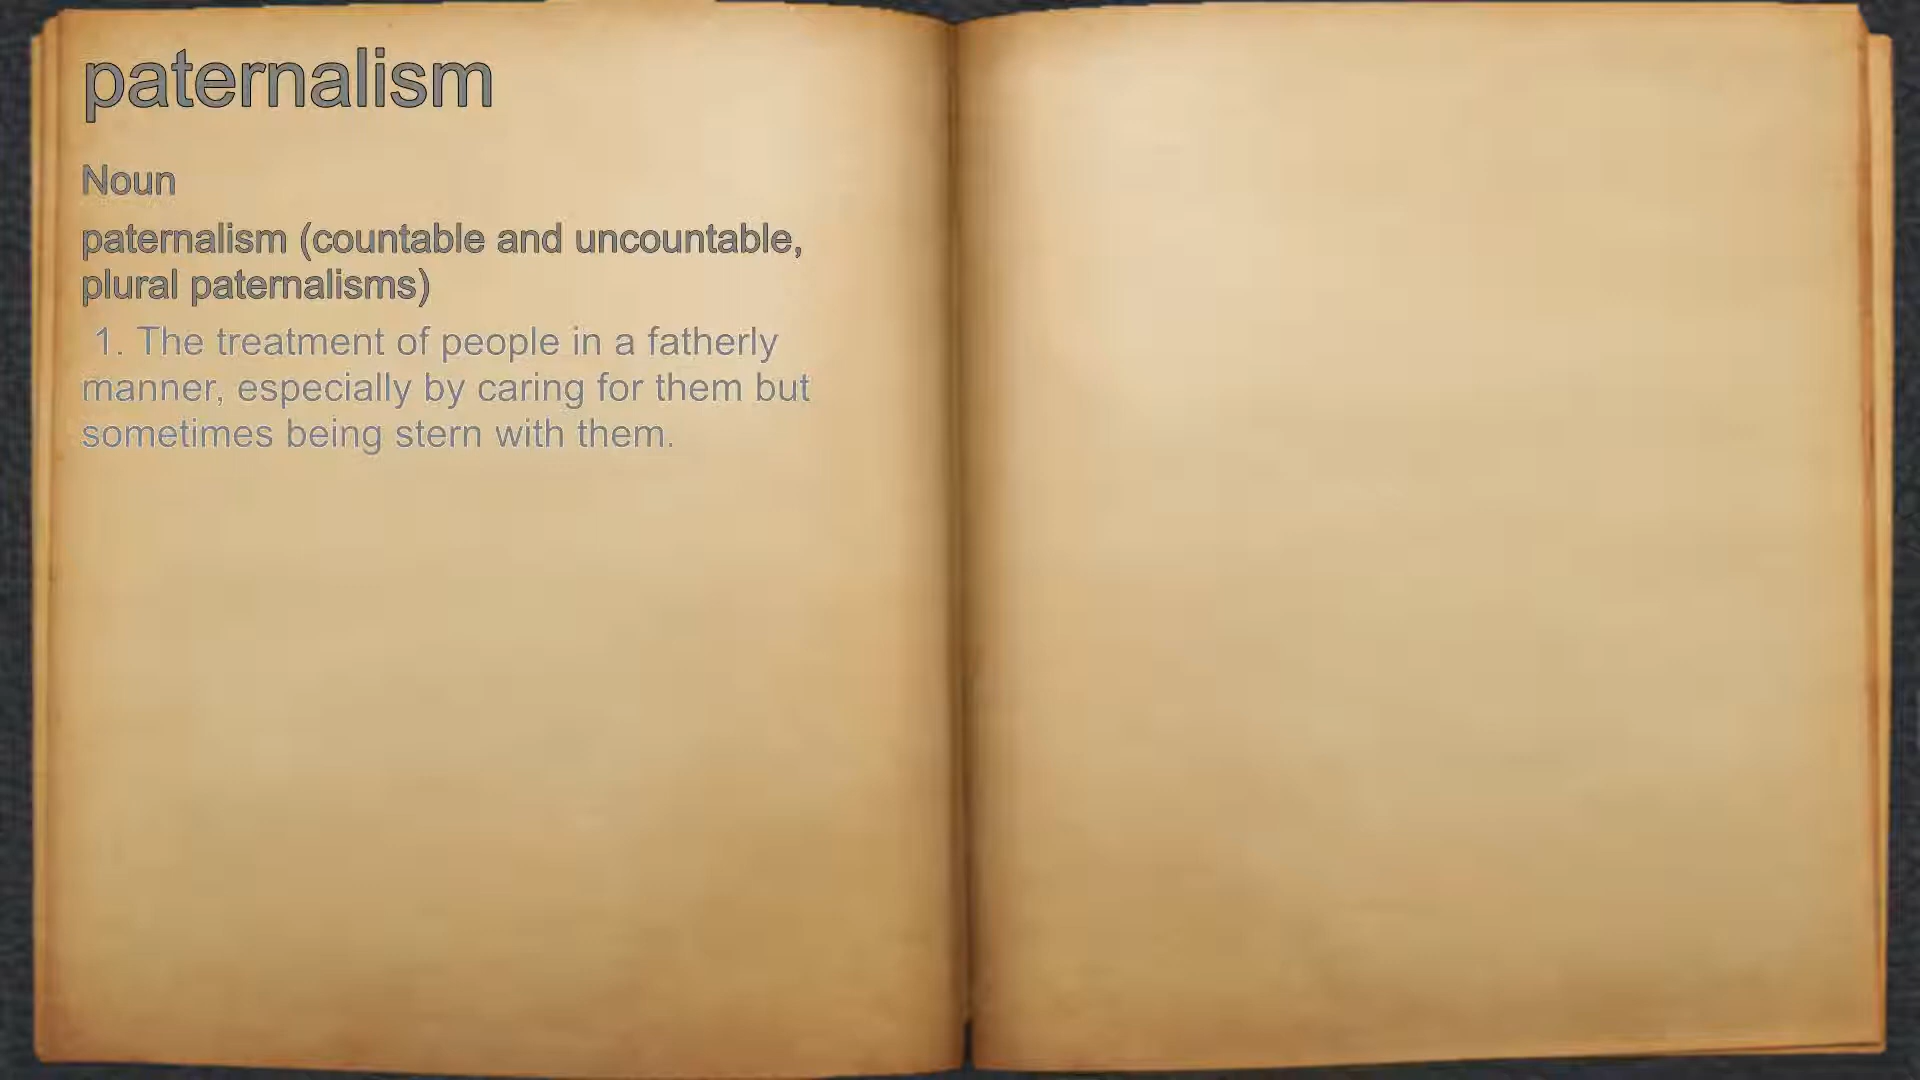 paternalism
Noun
paternalism (countable and uncountable,
plural paternalisms)
1. The treatment of people in a fatherly
manner, especially by caring for them but
sometimes being stern with them.